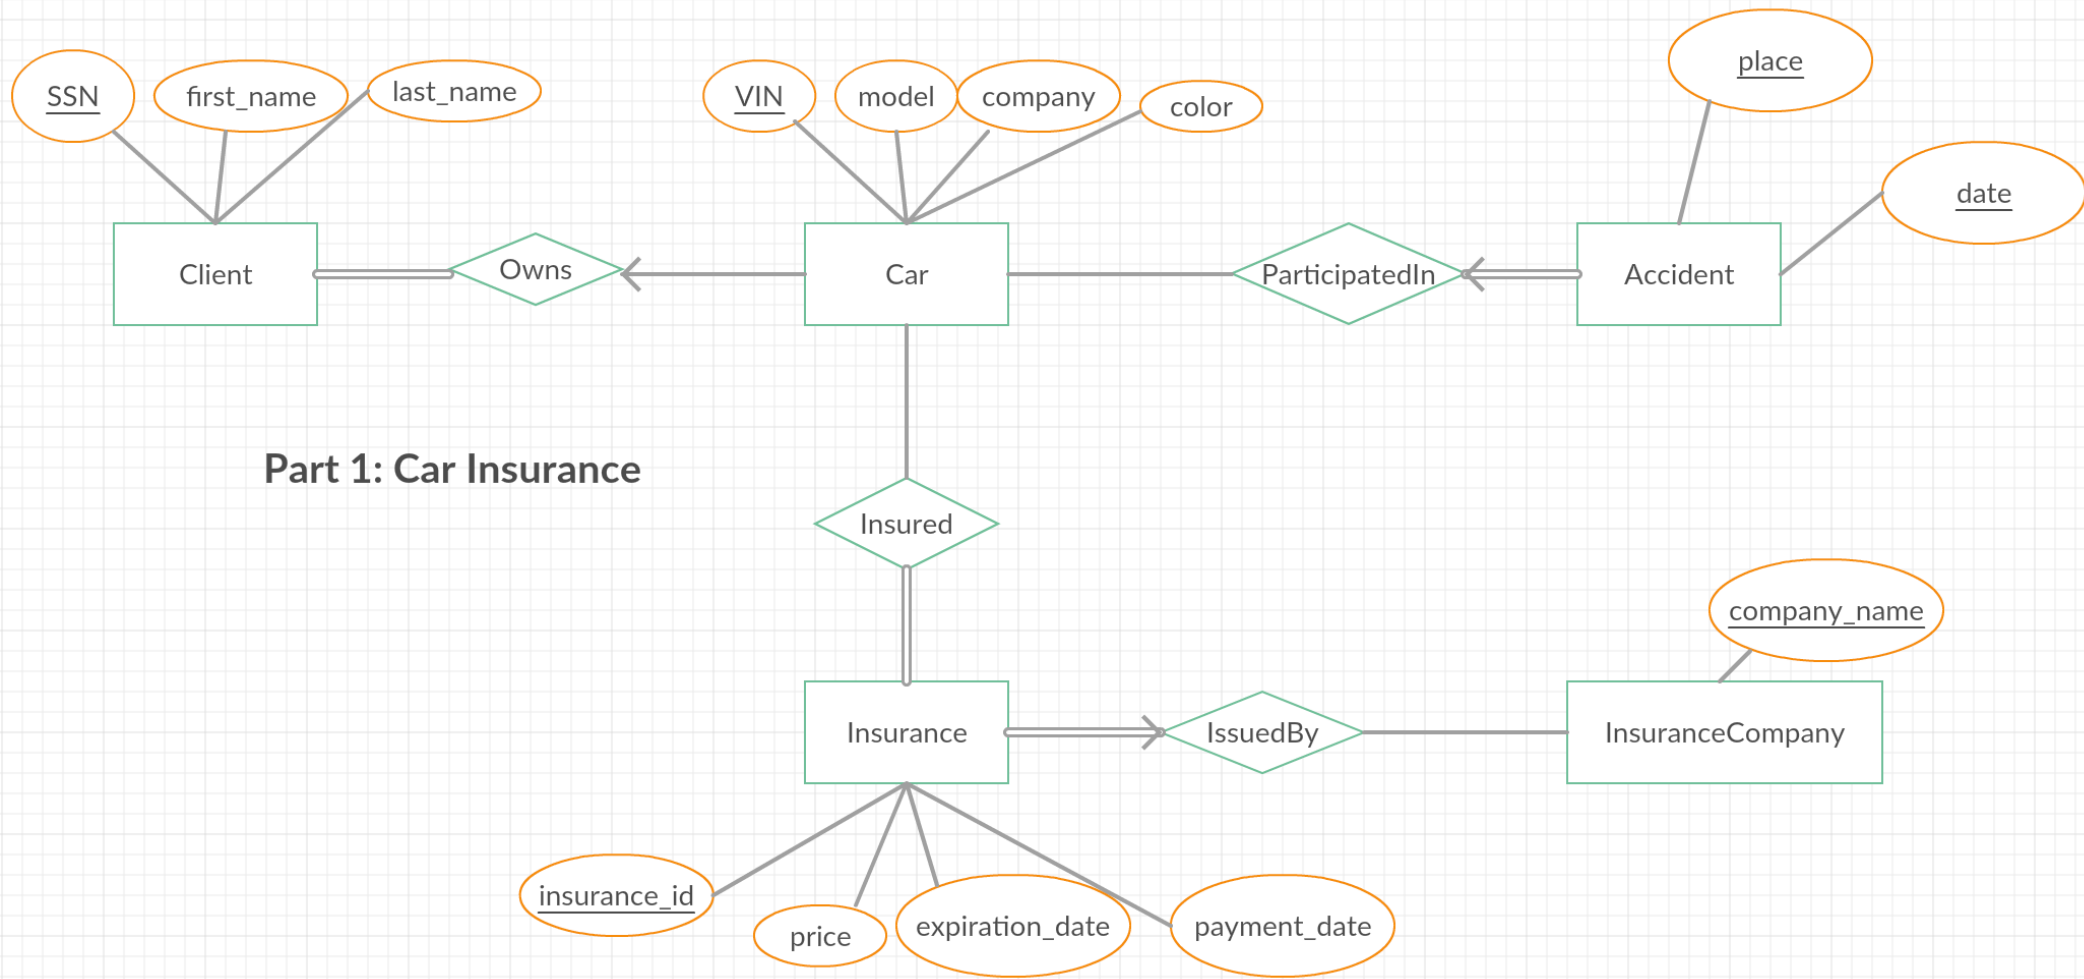 place
SSN
first_name
last_name
VIN
model
company
color
date
Client
Owns
Car
ParticipatedIn
Accident
Part 1: Car Insurance
Insured
company_name
Insurance
IssuedBy
InsuranceCompany
insurance_id
price
expiration_date
payment_date